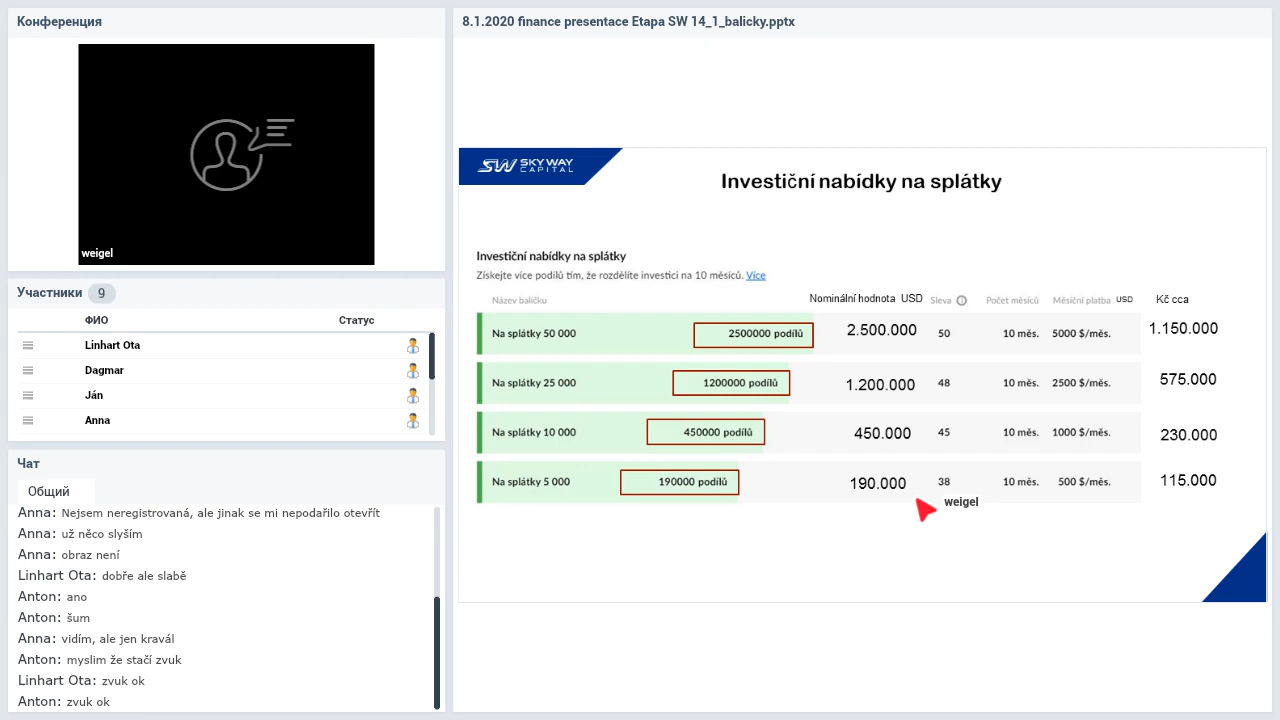 Конференция
weigel
Участники 9
ФИО Статус
Linhart Ota
Dagmar
Ján
Anna
Чат
Общий
Anna: Nejsem neregistrovaná, ale jinak se mi nepodařilo otevřít
Anna: už něco slyším
Anna: obraz není
Linhart Ota: dobře ale slabě
Anton: ano
Anton: šum
Anna: vidím, ale jen kravál
Anton: myslim že stačí zvuk
Linhart Ota: zvuk ok
Anton: zvuk ok
8.1.2020 finance presentace Etapa SW 14_1_balicky.pptx
SW SKY WAY
CAPITAL
Investiční nabídky na splátky
Investiční nabídky na splátky
Získejte více podílů tím, že rozdělíte investici na 10 měsíců. Více
Název balíčku Nominální hodnota USD Sleva i Počet měsíců Měsíční platba USD Kč cca
Na splátky 50 000 2500000 podílů 2.500.000 50 10 měs. 5000 $/měs. 1.150.000
Na splátky 25 000 1200000 podílů 1.200.000 48 10 měs. 2500 $/měs. 575.000
Na splátky 10 000 450000 podílů 450.000 45 10 měs. 1000 $/měs. 230.000
Na splátky 5 000 190000 podílů 190.000 38 10 měs. 500 $/měs. 115.000
weigel